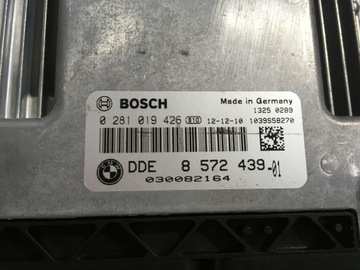 BOSCH
Made in Germany
1325 0289
0 281 019 426 E10 12-12-10 1039S58270
DDE 8 572 439-01
030082164